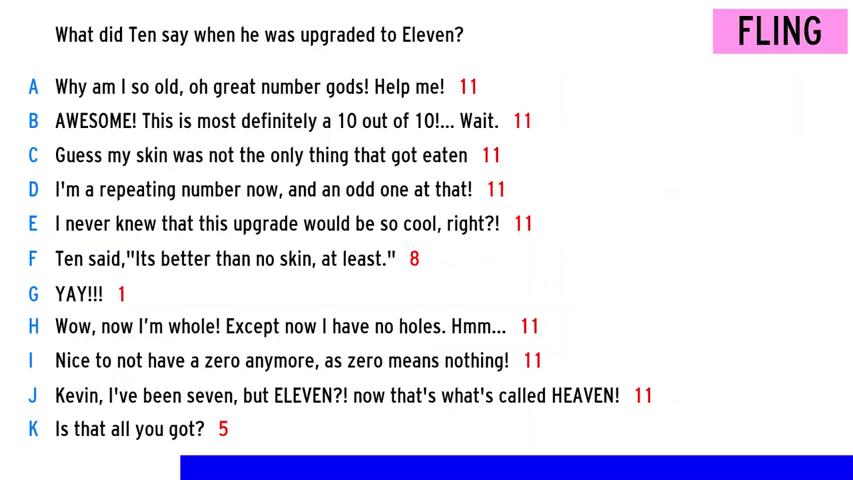 What did Ten say when he was upgraded to Eleven?
FLING
A Why am I so old, oh great number gods! Help me! 11
B AWESOME! This is most definitely a 10 out of 10!... Wait. 11
C Guess my skin was not the only thing that got eaten 11
D I'm a repeating number now, and an odd one at that! 11
E I never knew that this upgrade would be so cool, right?! 11
F Ten said,"Its better than no skin, at least." 8
G YAY!!! 1
H Wow, now I’m whole! Except now I have no holes. Hmm... 11
I Nice to not have a zero anymore, as zero means nothing! 11
J Kevin, I've been seven, but ELEVEN?! now that's what's called HEAVEN! 11
K Is that all you got? 5